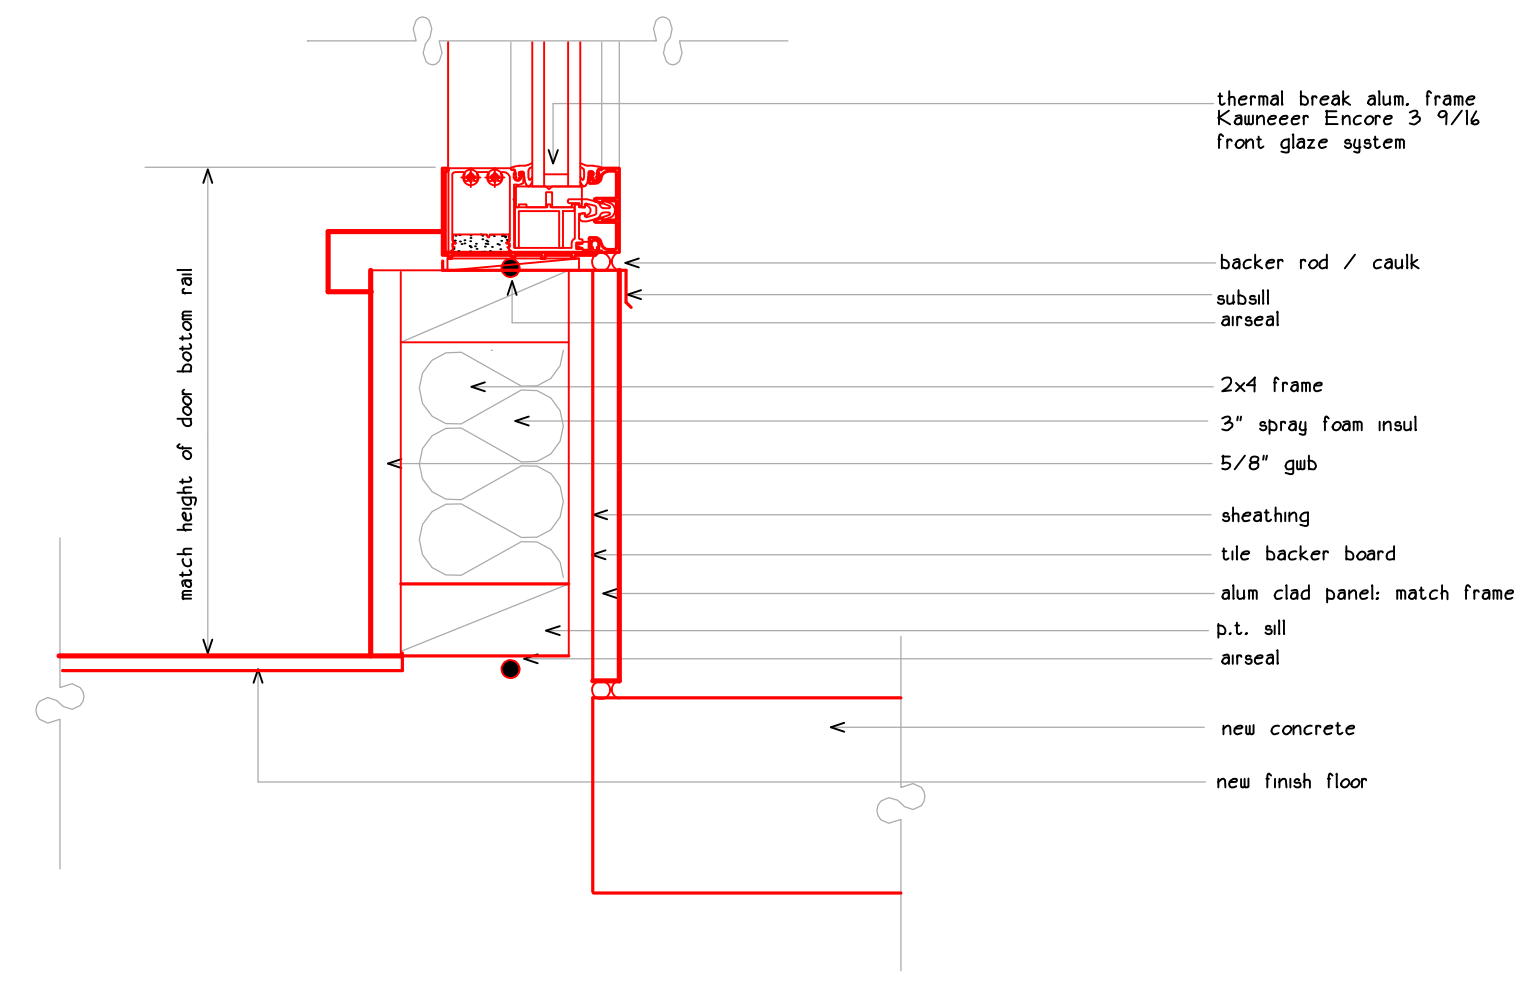 thermal break alum. frame
Kawneeer Encore 3 9/16
front glaze system
backer rod / caulk
subsill
airseal
2x4 frame
3" spray foam insul
5/8" gwb
sheathing
tile backer board
alum clad panel: match frame
p.t. sill
airseal
new concrete
new finish floor
match height of door bottom rail